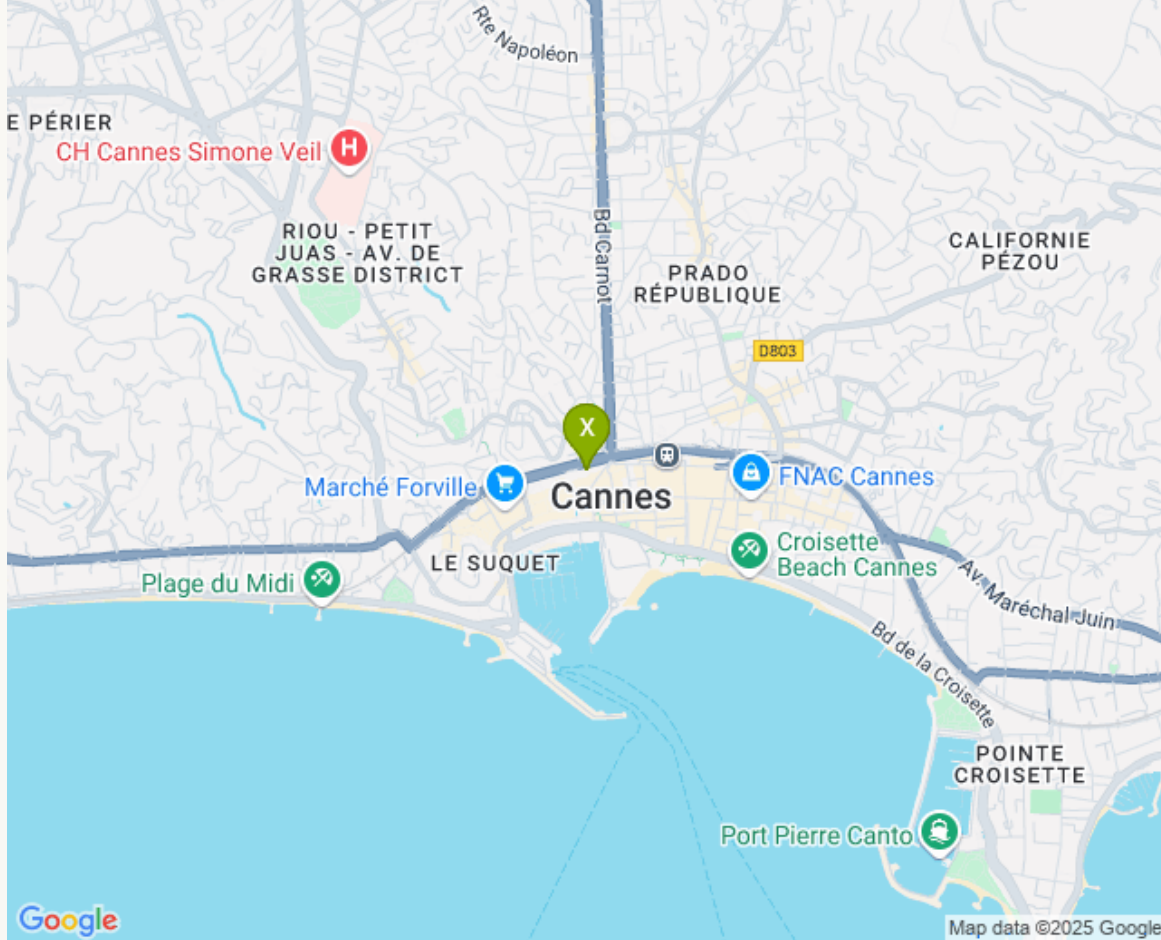 Rte Napoléon
E PÉRIER
CH Cannes Simone Veil
H
RIOU - PETIT
JUAS - AV. DE
GRASSE DISTRICT
Bd Carnot
PRADO
RÉPUBLIQUE
CALIFORNIE
PÉZOU
D803
X
Marché Forville
Cannes
FNAC Cannes
LE SUQUET
Croisette
Beach Cannes
Plage du Midi
Av. Maréchal Juin
Bd de la Croisette
POINTE
CROISETTE
Port Pierre Canto
Google
Map data ©2025 Google